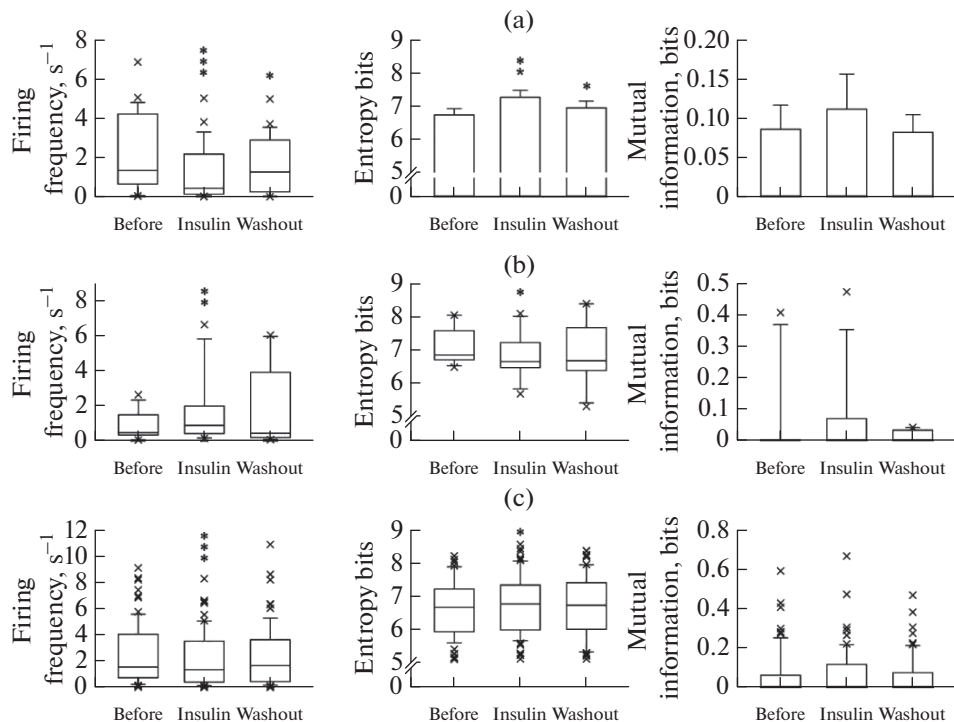 (a)
Firing
frequency, s−1
8
6
4
2
0
Before Insulin Washout
* * *
*
Entropy bits
9
8
7
6
5
0
Before Insulin Washout
* *
*
Mutual
information, bits
0.20
0.15
0.10
0.05
0
Before Insulin Washout
(b)
Firing
frequency, s−1
8
6
4
2
0
Before Insulin Washout
* *
Entropy bits
9
8
7
6
5
0
Before Insulin Washout
*
Mutual
information, bits
0.5
0.4
0.3
0.2
0.1
0
Before Insulin Washout
(c)
Firing
frequency, s−1
12
10
8
6
4
2
0
Before Insulin Washout
* * *
Entropy bits
9
8
7
6
5
0
Before Insulin Washout
*
Mutual
information, bits
0.8
0.6
0.4
0.2
0
Before Insulin Washout